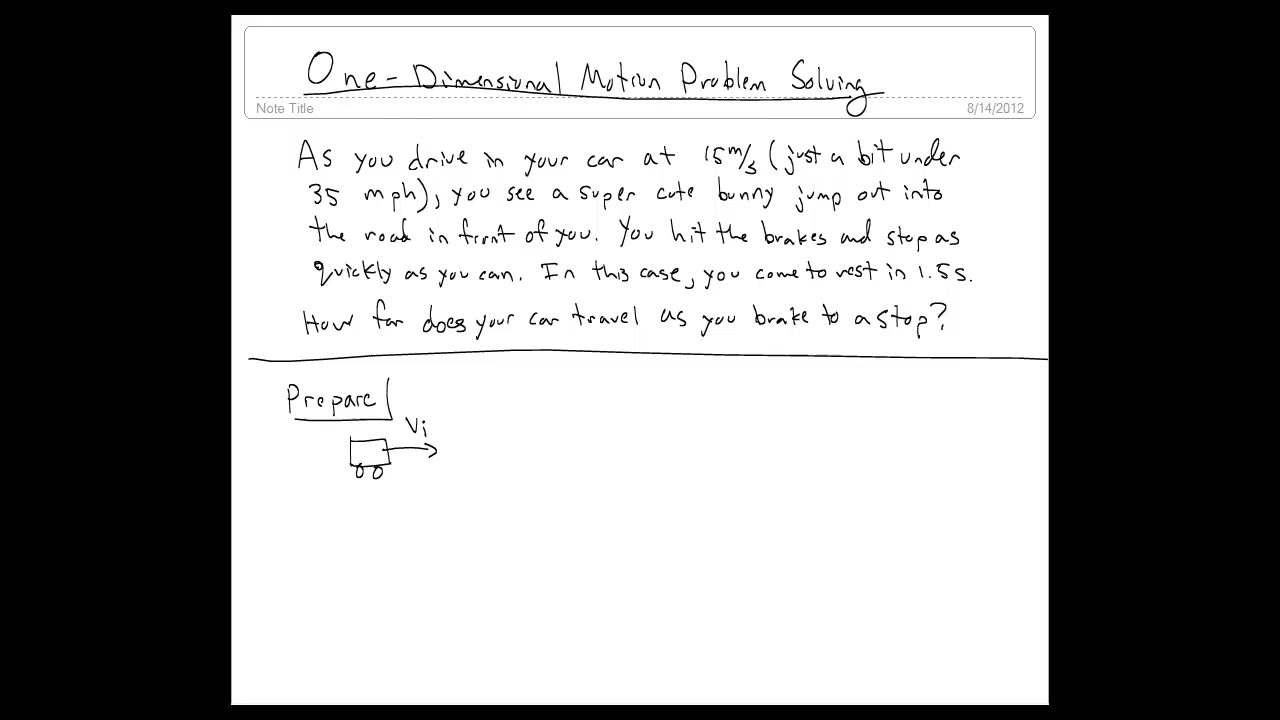 One-Dimensional Motion Problem Solving
Note Title
8/14/2012
As you drive in your car at 15m/s (just a bit under
35 mph), you see a super cute bunny jump out into
the road in front of you. You hit the brakes and stop as
quickly as you can. In this case, you come to rest in 1.5s.
How far does your car travel as you brake to a stop?
Prepare
Vi